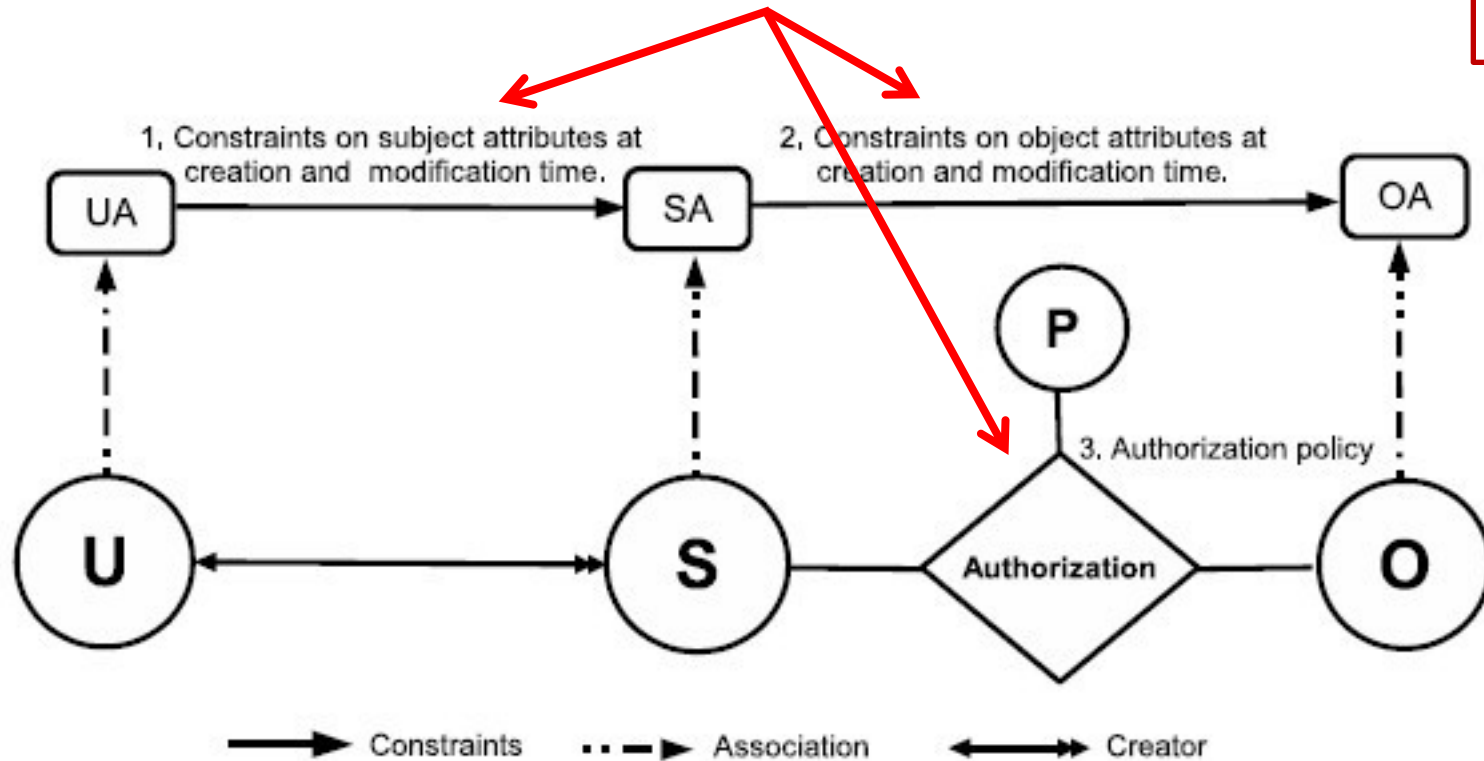 1, Constraints on subject attributes at
creation and modification time.
2, Constraints on object attributes at
creation and modification time.
UA
SA
OA
P
3. Authorization policy
U
S
Authorization
O
Constraints
Association
Creator